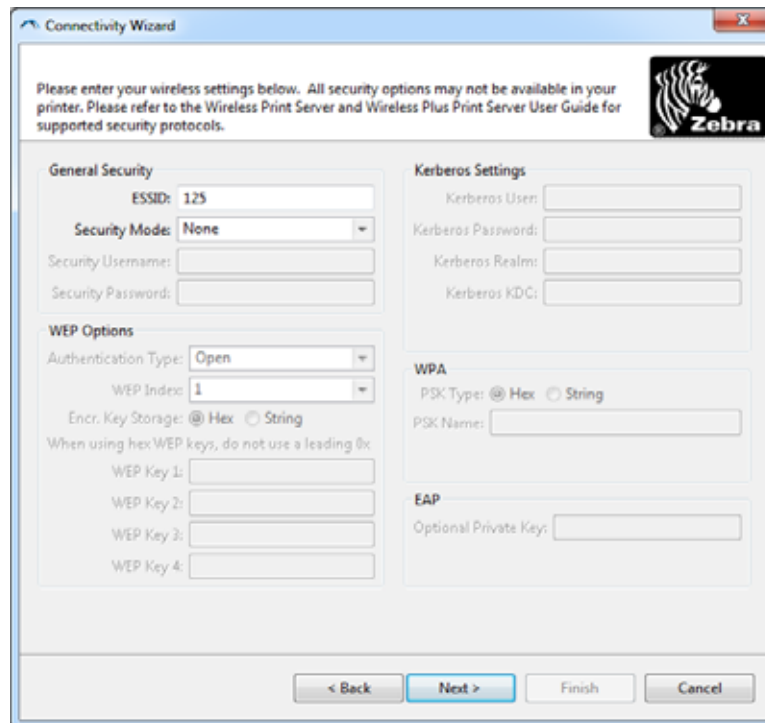 Connectivity Wizard
Please enter your wireless settings below. All security options may not be available in your
printer. Please refer to the Wireless Print Server and Wireless Plus Print Server User Guide for
supported security protocols.
Zebra
General Security
ESSID: 125
Security Mode: None
Security Username:
Security Password:
WEP Options
Authentication Type: Open
WEP Index: 1
Encr. Key Storage: Hex String
When using hex WEP keys, do not use a leading 0x
WEP Key 1:
WEP Key 2:
WEP Key 3:
WEP Key 4:
Kerberos Settings
Kerberos User:
Kerberos Password:
Kerberos Realm:
Kerberos KDC:
WPA
PSK Type: Hex String
PSK Name:
EAP
Optional Private Key:
< Back Next > Finish Cancel